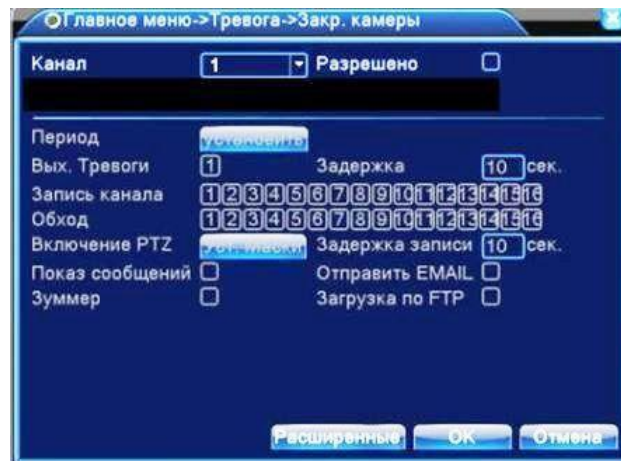 Главное меню->Тревога->Закр. камеры
Канал 1 Разрешено
Период Установить
Вых. Тревоги 1 Задержка 10 сек.
Запись канала 1 2 3 4 5 6 7 8 9 10 11 12 13 14 15 16
Обход 1 2 3 4 5 6 7 8 9 10 11 12 13 14 15 16
Включение PTZ Задержка записи 10 сек.
Показ сообщений Отправить EMAIL
Зуммер Загрузка по FTP
Расширенные OK Отмена